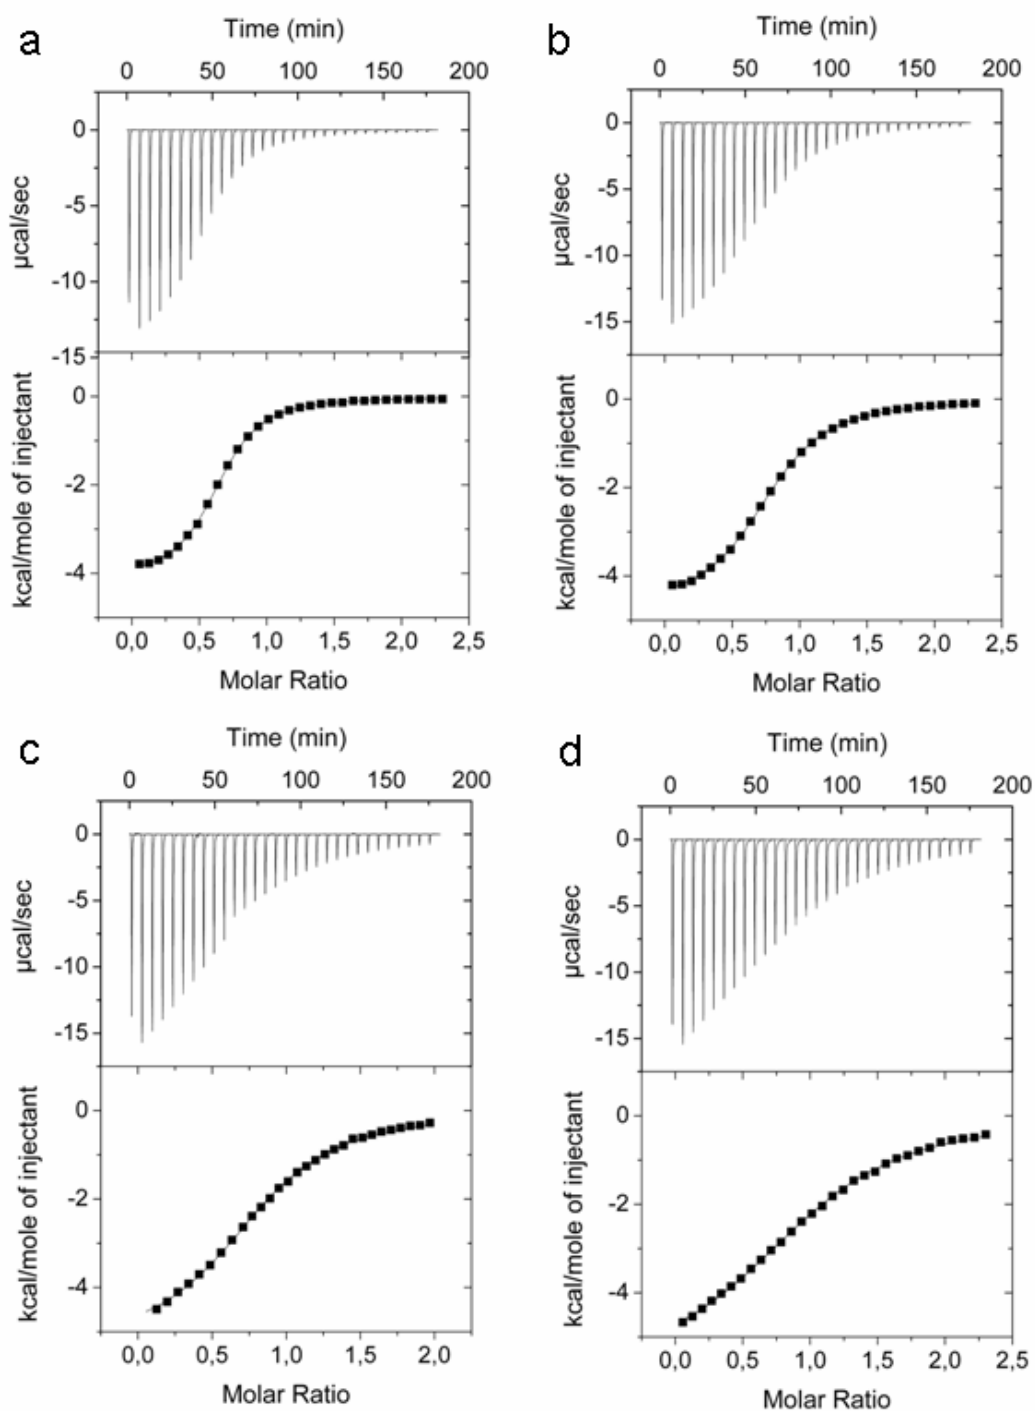 a
Time (min)
0 50 100 150 200
0
-5
-10
-15
µcal/sec
0
-2
-4
kcal/mole of injectant
0,0 0,5 1,0 1,5 2,0 2,5
Molar Ratio
b
Time (min)
0 50 100 150 200
0
-5
-10
-15
µcal/sec
0
-2
-4
kcal/mole of injectant
0,0 0,5 1,0 1,5 2,0 2,5
Molar Ratio
c
Time (min)
0 50 100 150 200
0
-5
-10
-15
µcal/sec
0
-2
-4
kcal/mole of injectant
0,0 0,5 1,0 1,5 2,0
Molar Ratio
d
Time (min)
0 50 100 150 200
0
-5
-10
-15
µcal/sec
0
-2
-4
kcal/mole of injectant
0,0 0,5 1,0 1,5 2,0 2,5
Molar Ratio